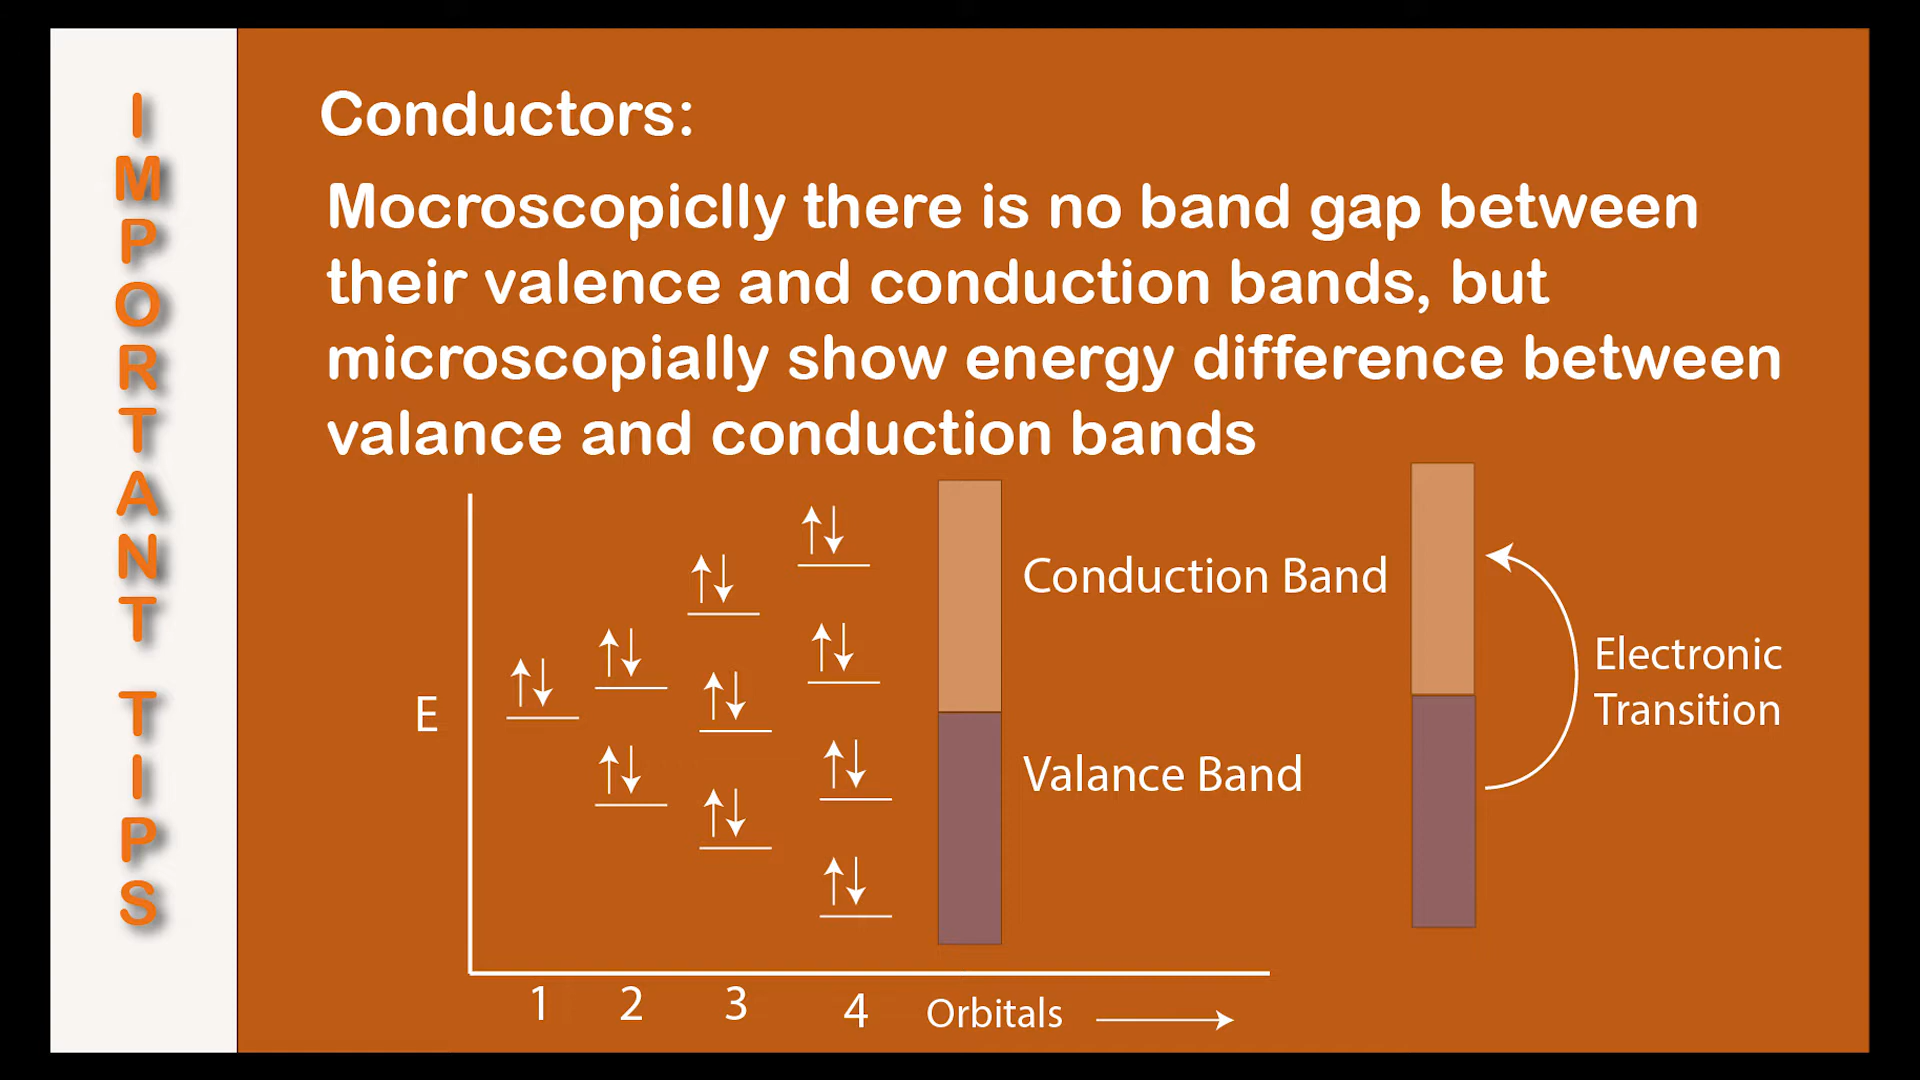 IMPORTANT TIPS
Conductors:
Mocroscopiclly there is no band gap between
their valence and conduction bands, but
microscopially show energy difference between
valance and conduction bands
Conduction Band
Electronic
Transition
E
Valance Band
1 2 3 4 Orbitals